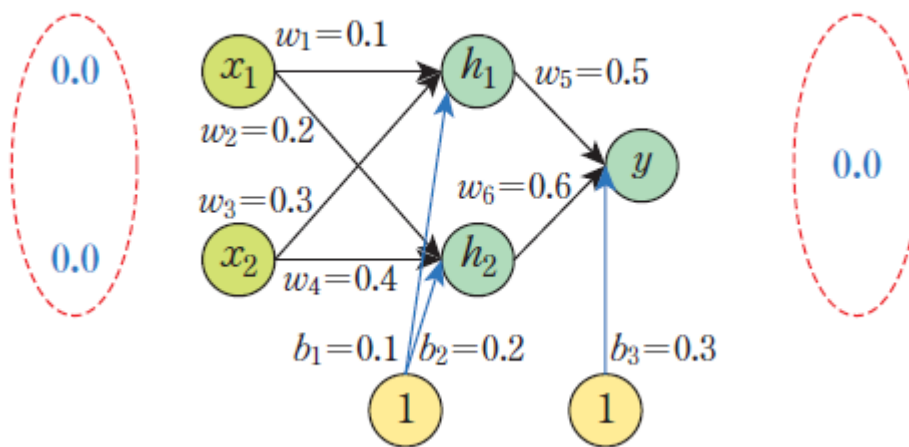 w₁=0.1
0.0 x₁ h₁ w₅=0.5
w₂=0.2
y 0.0
w₃=0.3 w₆=0.6
0.0 x₂ h₂
w₄=0.4
b₁=0.1 b₂=0.2 b₃=0.3
1 1